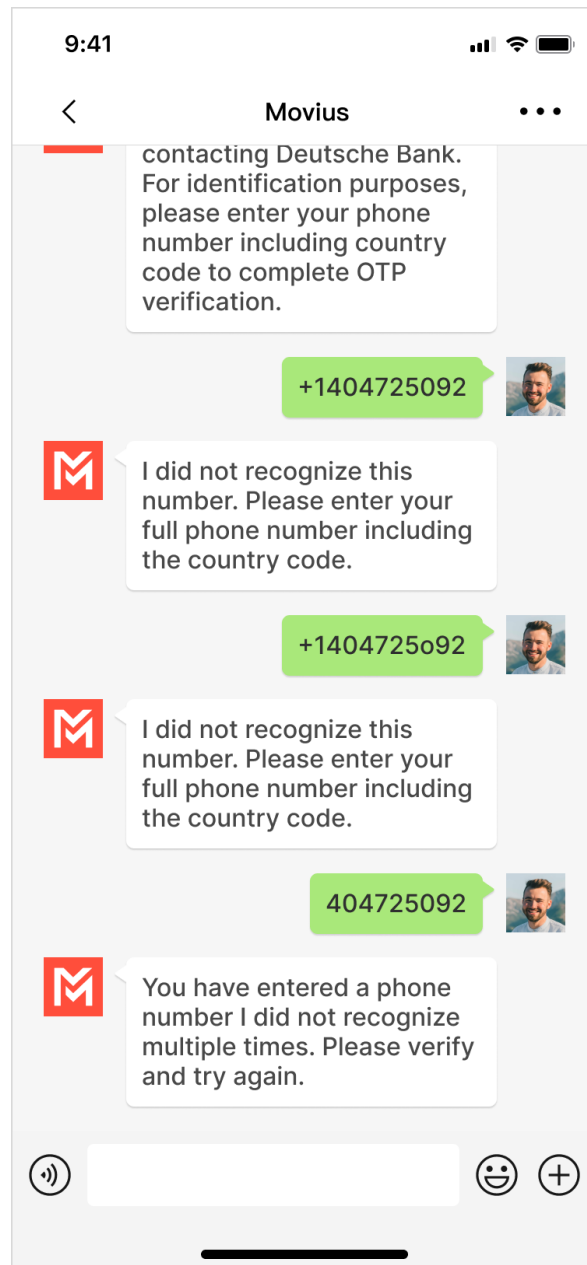 9:41
Movius
contacting Deutsche Bank.
For identification purposes,
please enter your phone
number including country
code to complete OTP
verification.
+1404725092
I did not recognize this
number. Please enter your
full phone number including
the country code.
+1404725o92
I did not recognize this
number. Please enter your
full phone number including
the country code.
404725092
You have entered a phone
number I did not recognize
multiple times. Please verify
and try again.